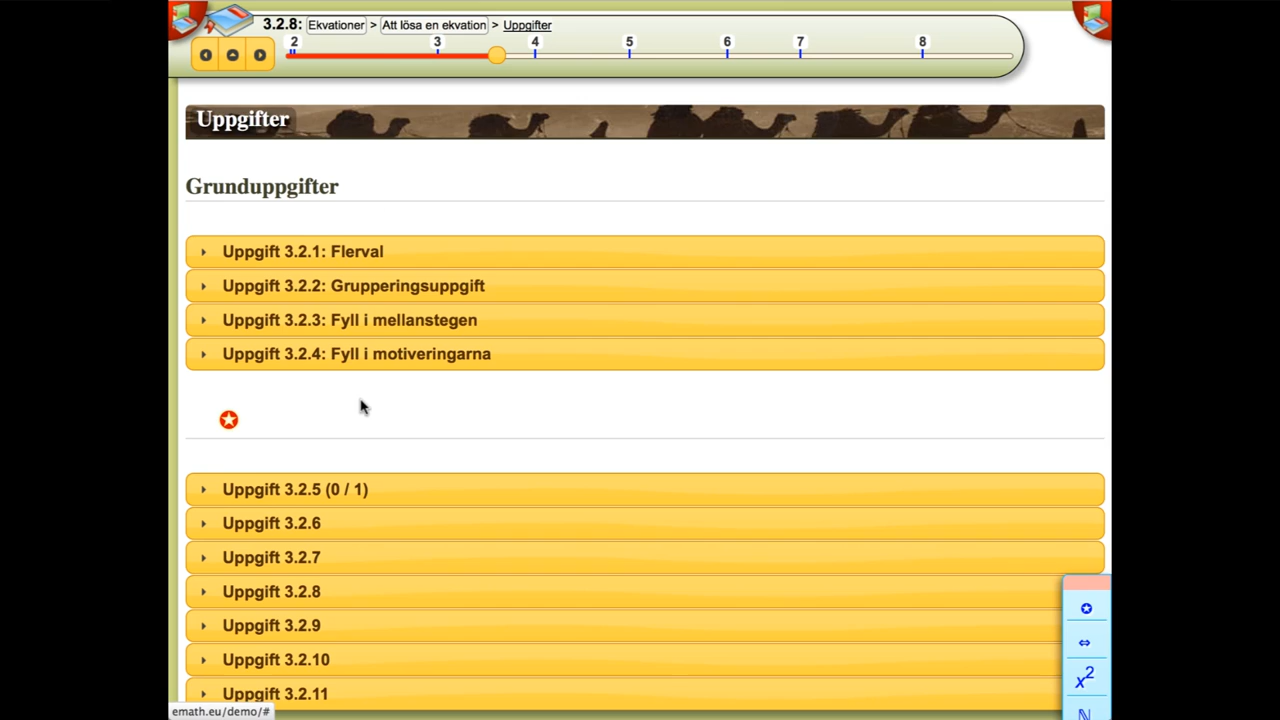 3.2.8: Ekvationer > Att lösa en ekvation > Uppgifter
2 3 4 5 6 7 8
Uppgifter
Grunduppgifter
Uppgift 3.2.1: Flerval
Uppgift 3.2.2: Grupperingsuppgift
Uppgift 3.2.3: Fyll i mellanstegen
Uppgift 3.2.4: Fyll i motiveringarna
Uppgift 3.2.5 (0 / 1)
Uppgift 3.2.6
Uppgift 3.2.7
Uppgift 3.2.8
Uppgift 3.2.9
Uppgift 3.2.10
Uppgift 3.2.11
⇔
x²
ℕ
emath.eu/demo/#